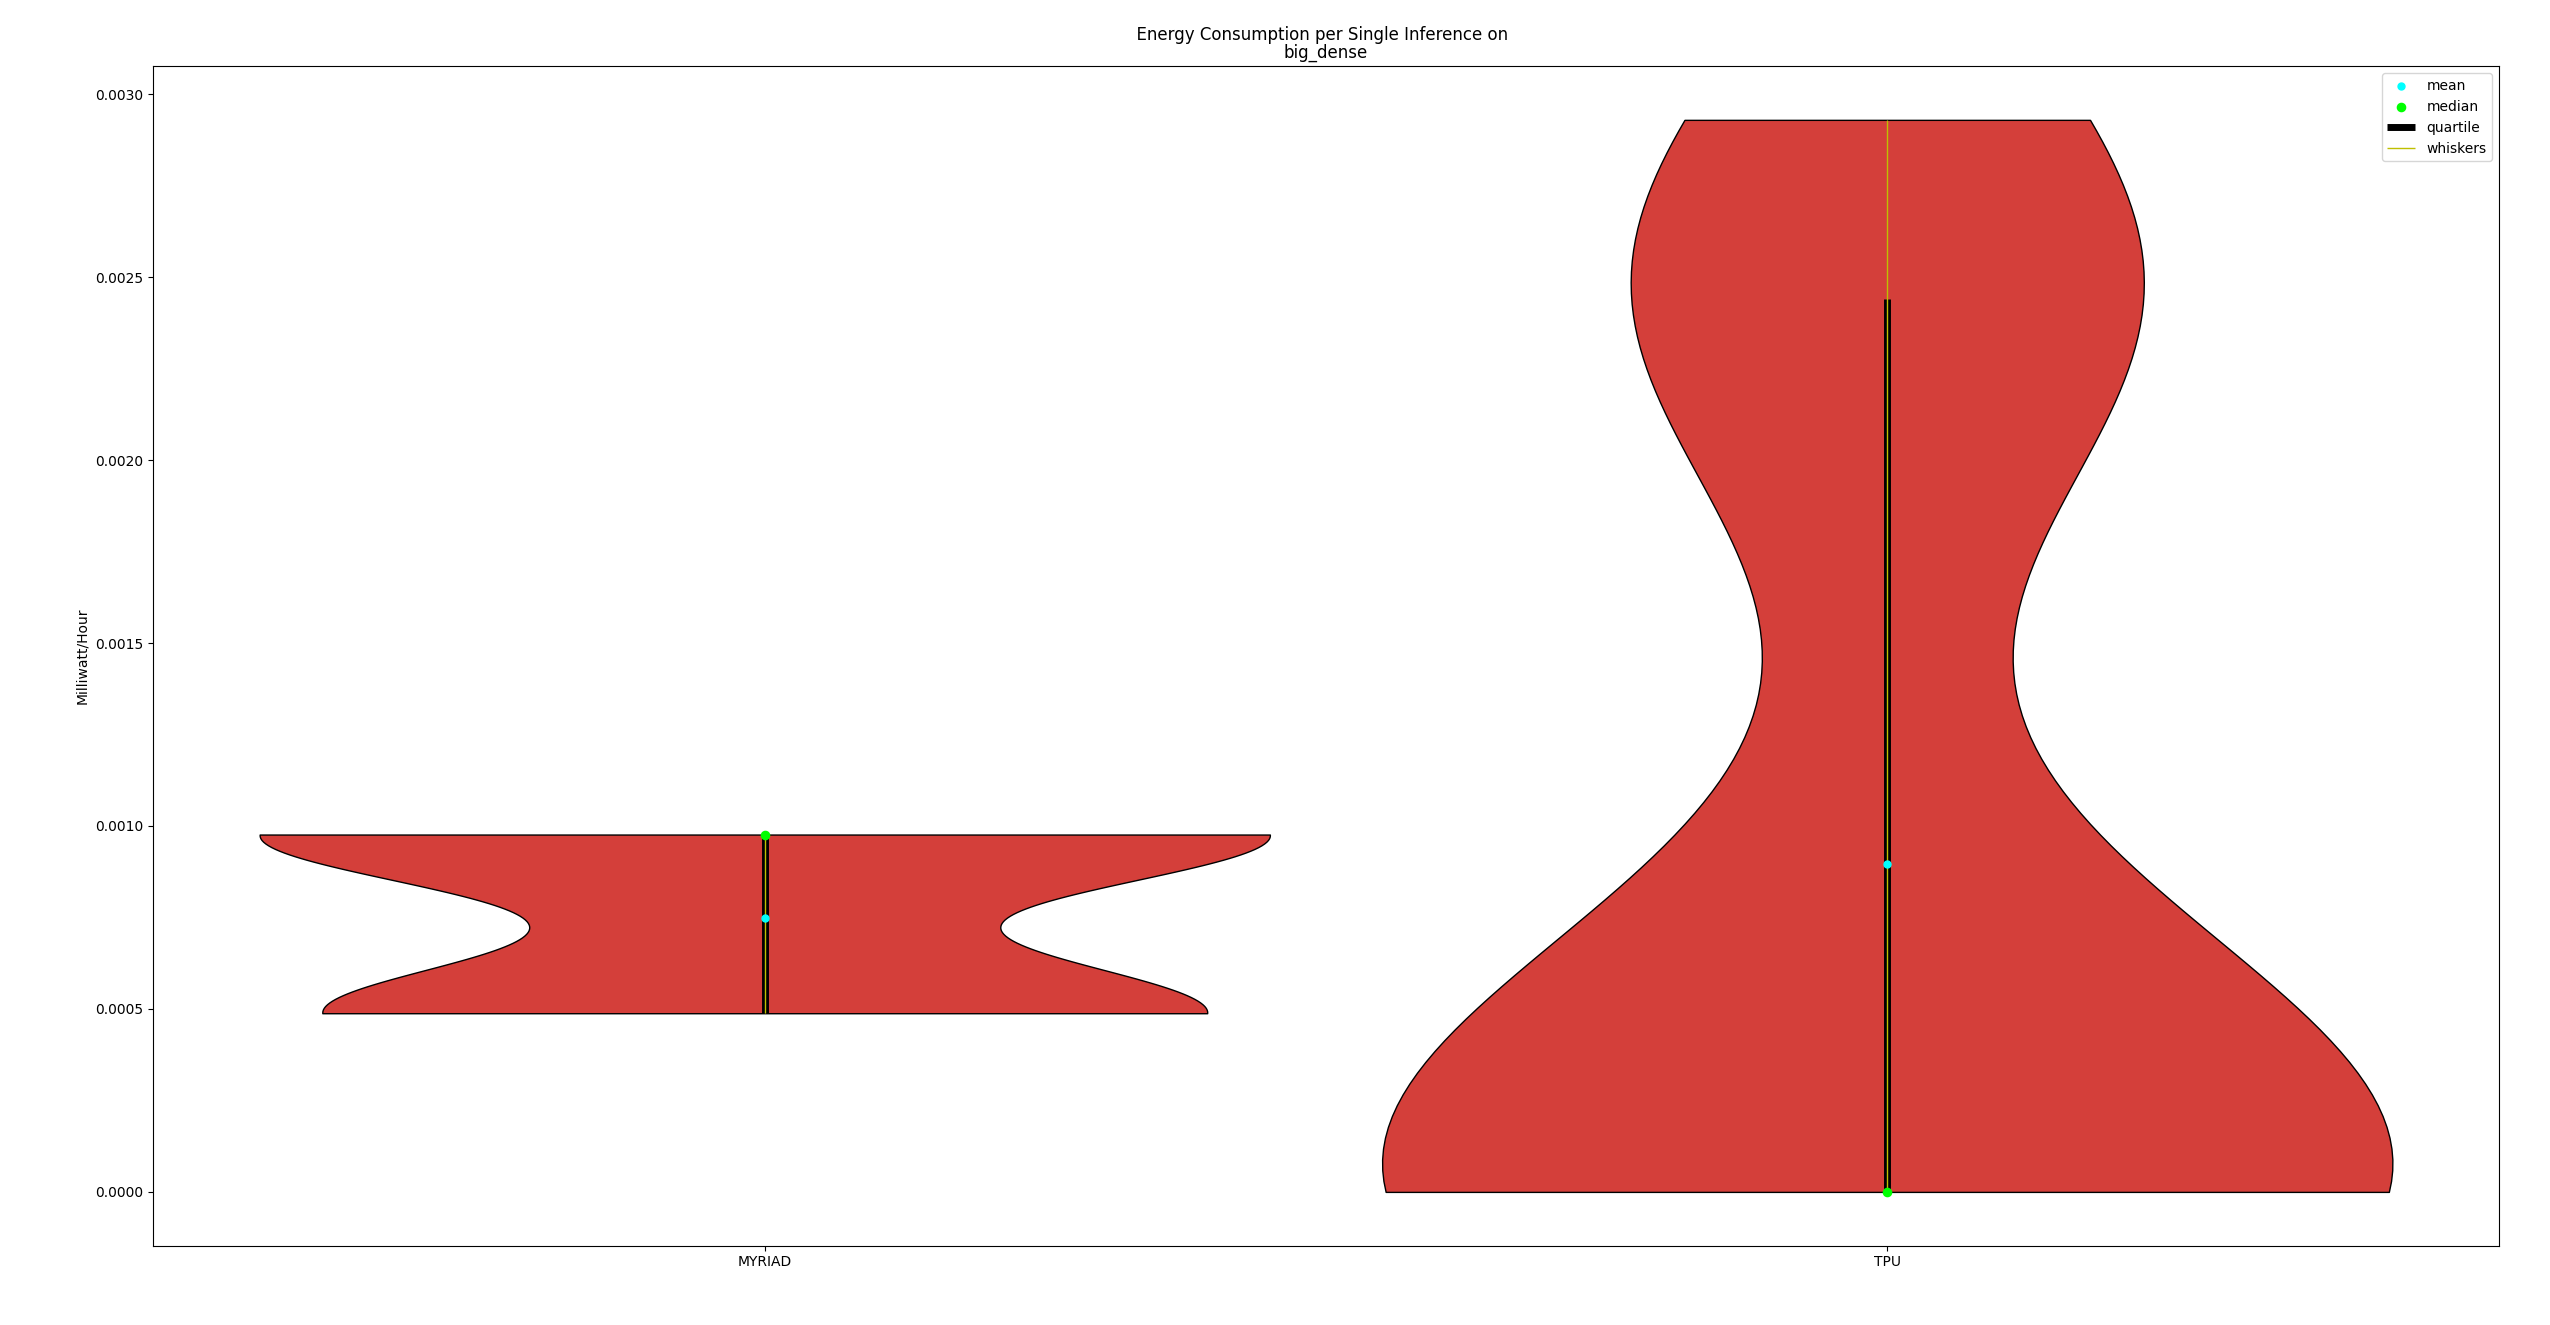 Energy Consumption per Single Inference on
big_dense
mean
median
quartile
whiskers
0.0030
0.0025
0.0020
0.0015
0.0010
0.0005
0.0000
Milliwatt/Hour
MYRIAD
TPU